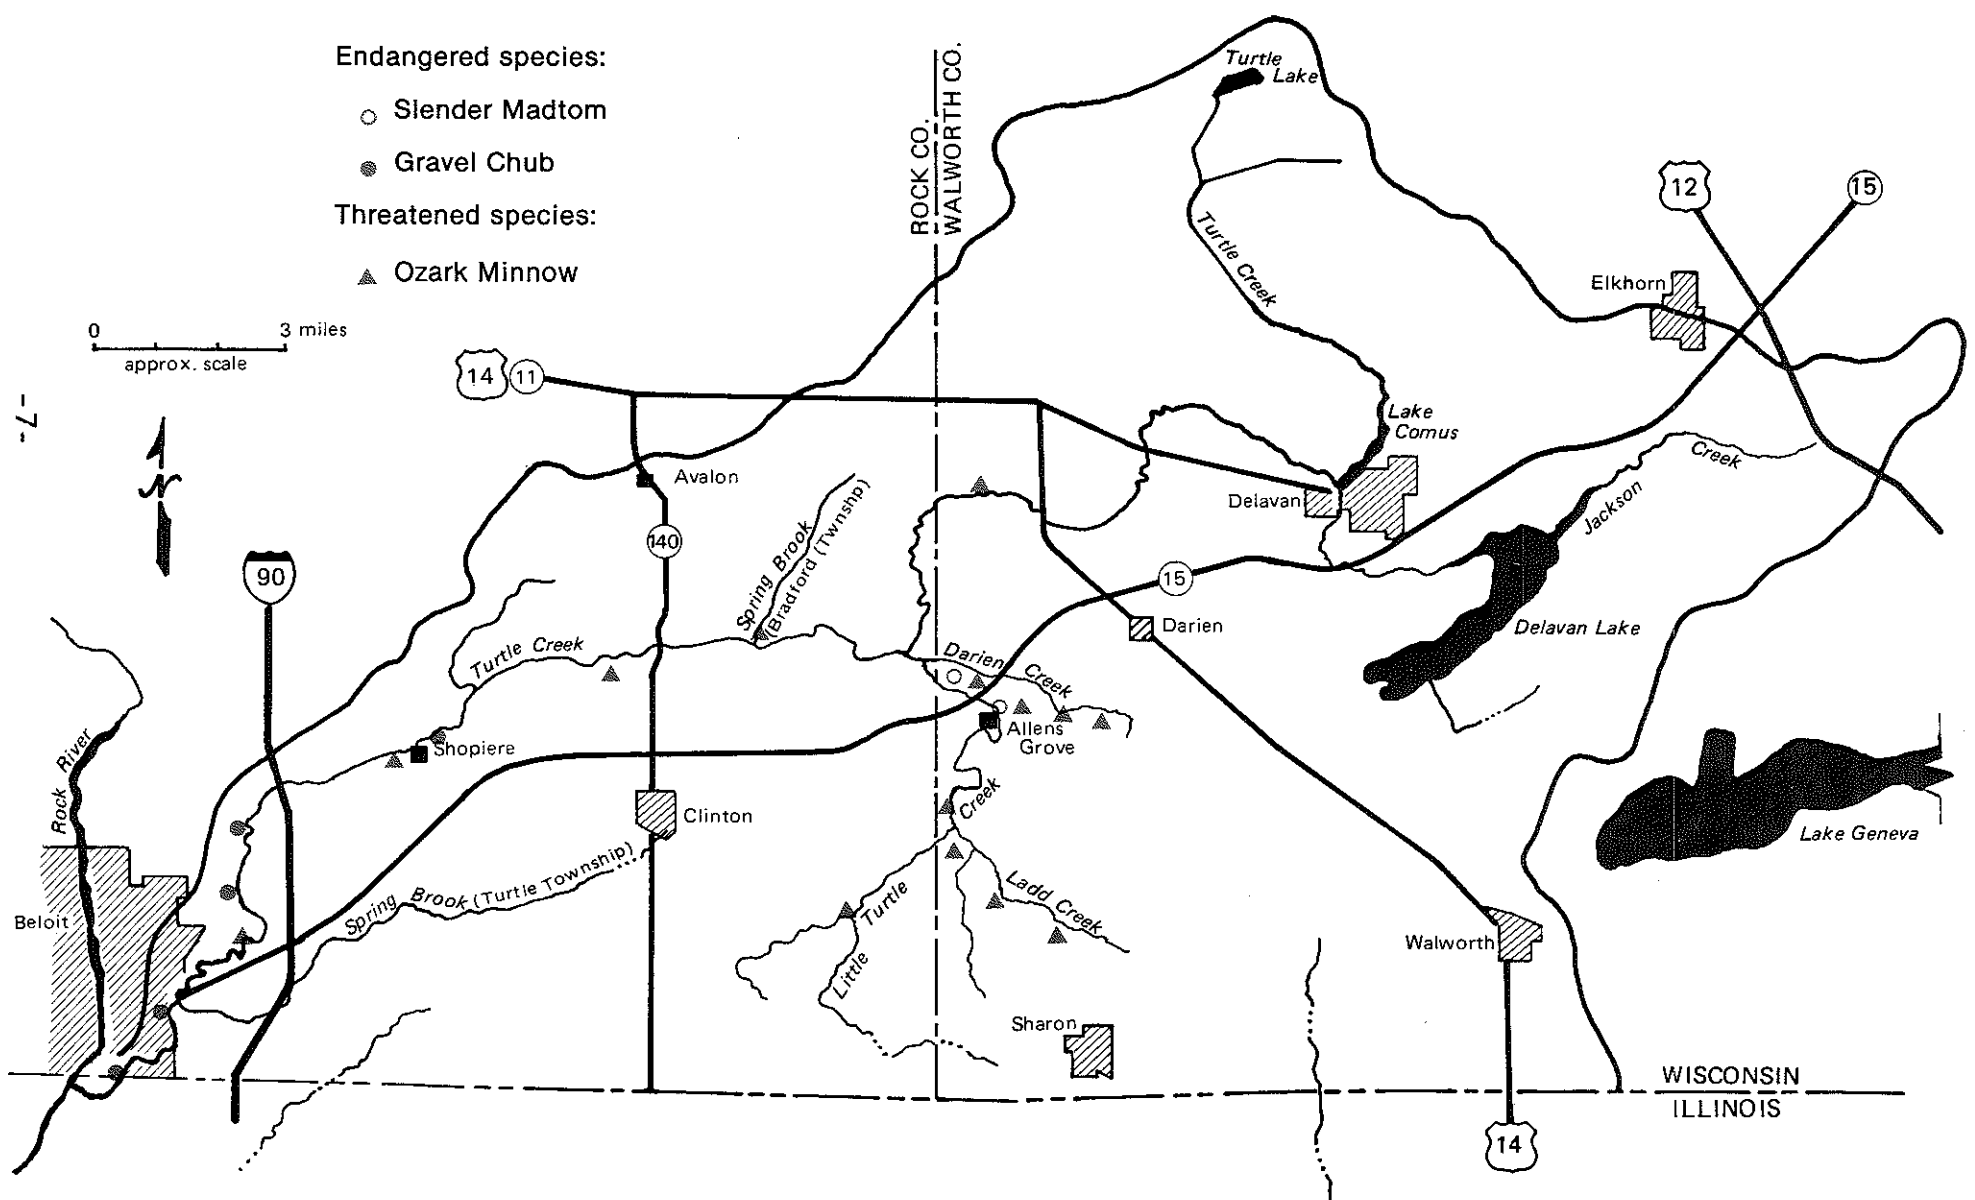 Endangered species:
Slender Madtom
Gravel Chub
Threatened species:
Ozark Minnow
0 3 miles
approx. scale
-7-
N
ROCK CO.
WALWORTH CO.
Turtle
Lake
12
15
Elkhorn
Turtle Creek
14 11
Lake
Comus
Creek
Jackson
Avalon
Delavan
140
90
Spring Brook
(Bradford (Twnshp)
15
Darien
Delavan Lake
Turtle Creek
Darien Creek
Allens
Grove
Shopiere
Rock River
Clinton
Creek
Lake Geneva
Spring Brook (Turtle Township)
Beloit
Turtle
Little
Ladd Creek
Walworth
Sharon
WISCONSIN
ILLINOIS
14